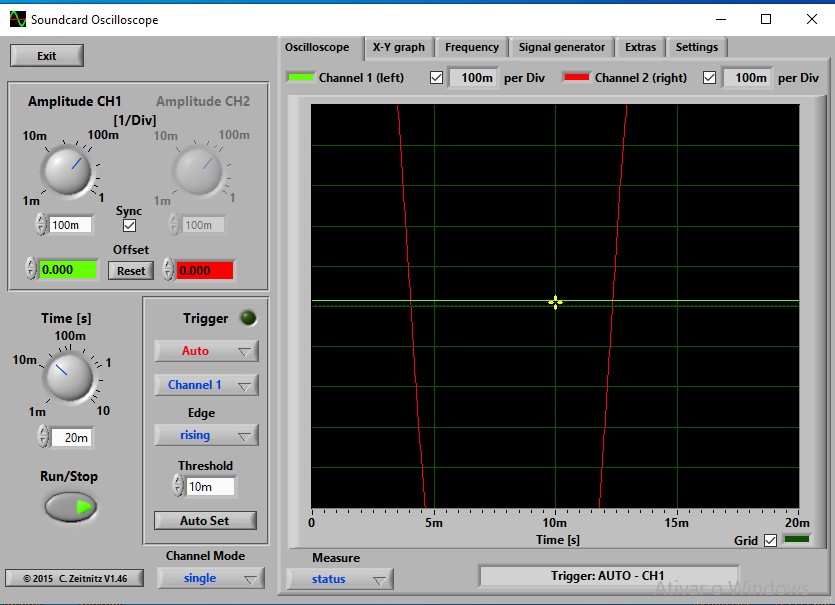 Soundcard Oscilloscope
Exit
Oscilloscope X-Y graph Frequency Signal generator Extras Settings
Channel 1 (left) 100m per Div Channel 2 (right) 100m per Div
Amplitude CH1 Amplitude CH2
[1/Div]
10m 100m 10m 100m
1m 1 1m 1
Sync
100m 100m
Offset
0.000 Reset 0.000
Time [s]
100m
10m 1
1m 10
20m
Run/Stop
Trigger
Auto
Channel 1
Edge
rising
Threshold
10m
Auto Set
Channel Mode
single
© 2015 C. Zeitnitz V1.46
0 5m 10m 15m 20m
Time [s]
Grid
Measure
status
Trigger: AUTO - CH1
Ativar o Windows